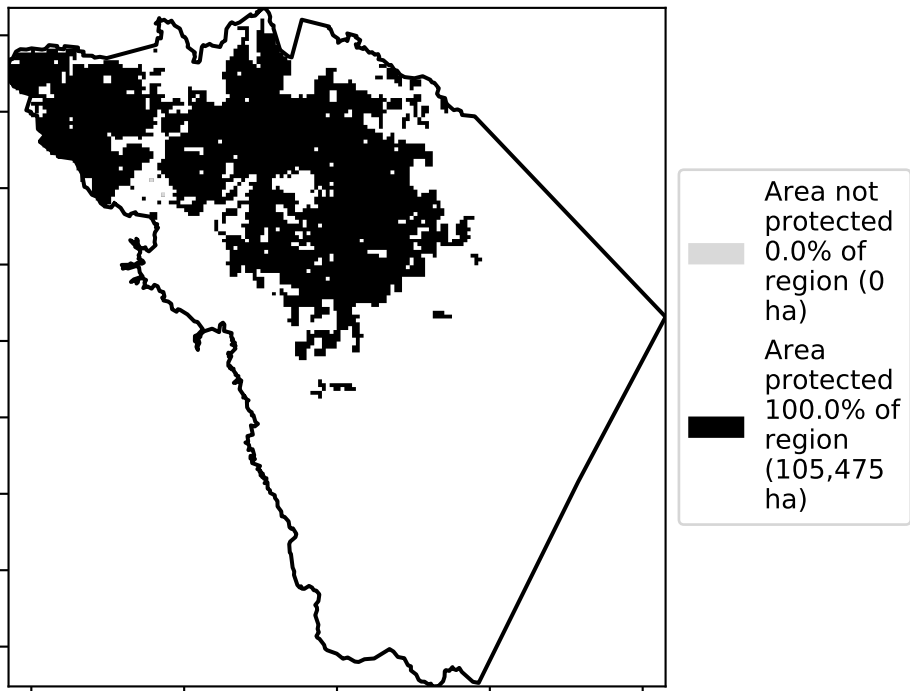 Area not
protected
0.0% of
region (0
ha)
Area
protected
100.0% of
region
(105,475
ha)